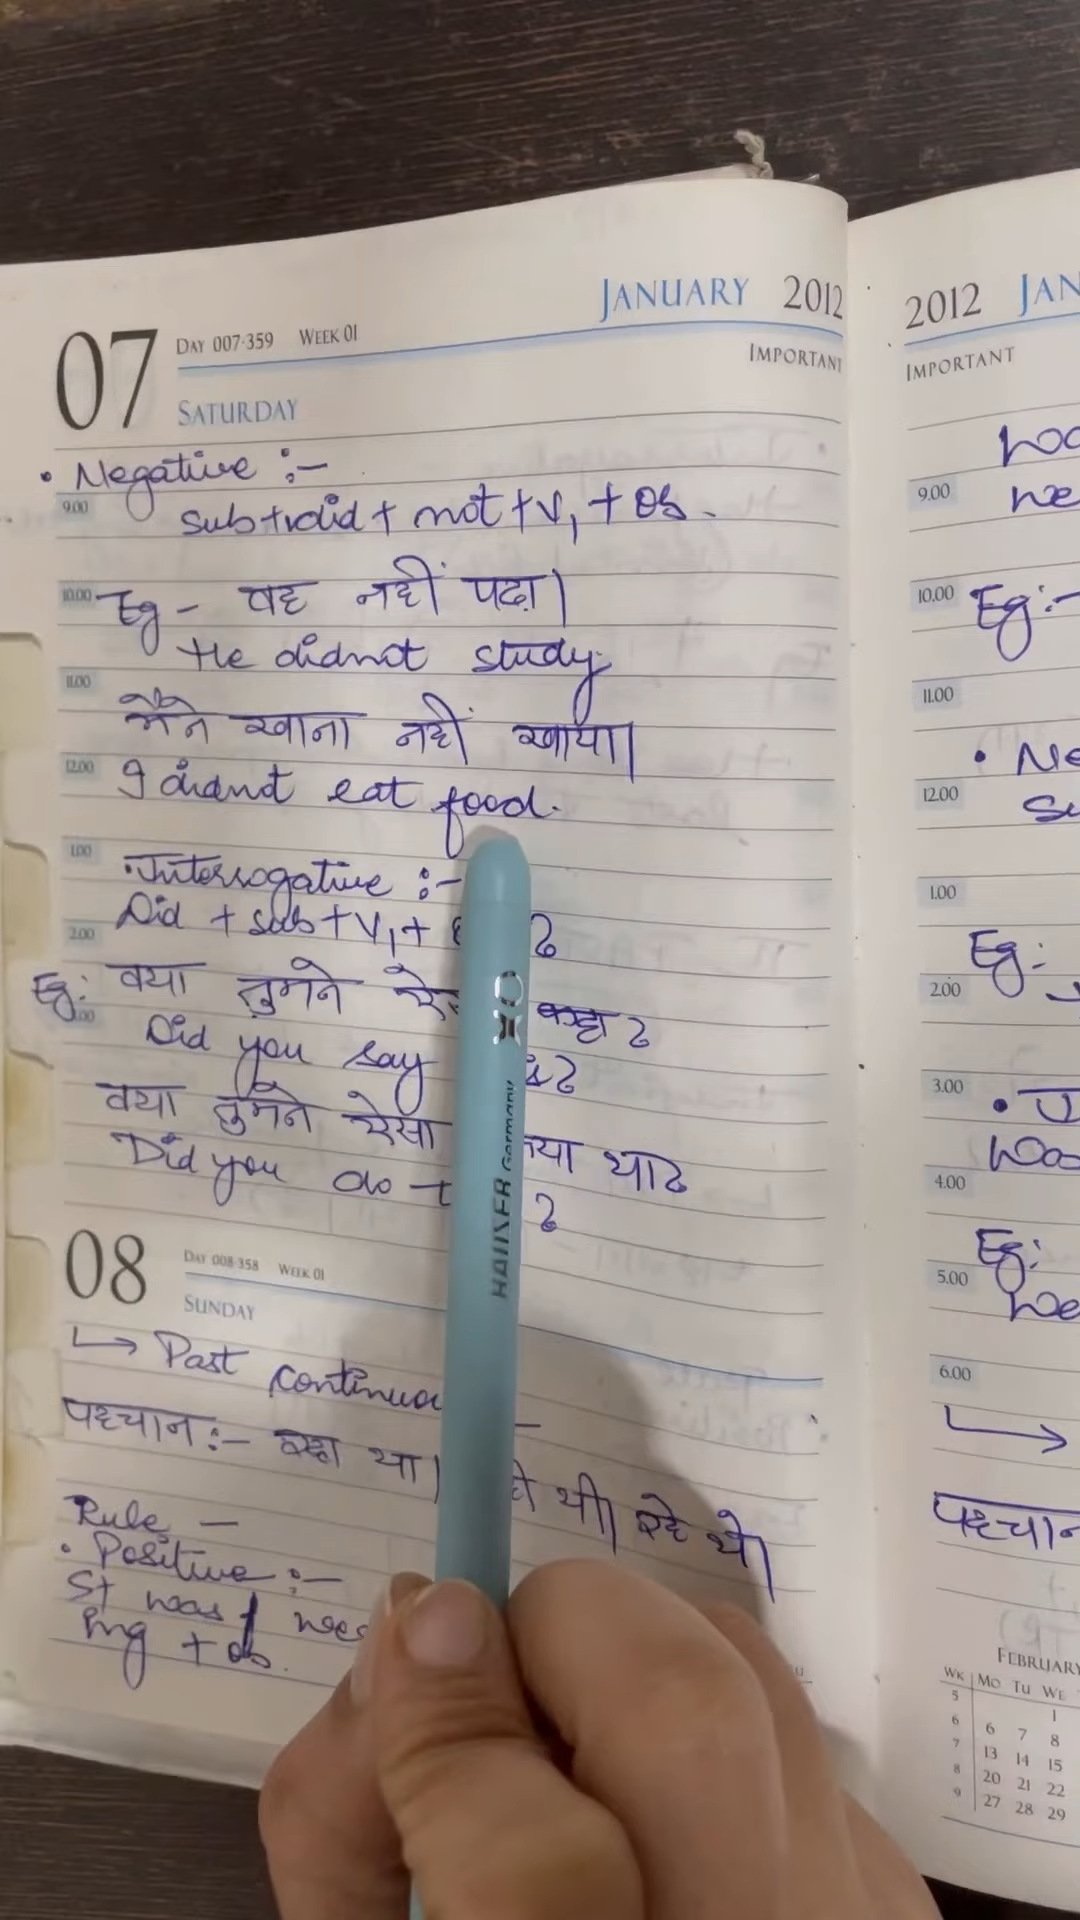 JANUARY 2012
07 DAY 007·359 WEEK 01
IMPORTANT
SATURDAY
• Negative :-
9.00
sub+did + not + V1 + Ob.
10.00 Eg - वह नहीं पढ़ा।
He didnot study.
11.00
मैंने खाना नहीं खाया।
12.00 I didnot eat food.
1.00
• Interrogative :-
Did + sub + V1 +
2.00
Eg: क्या तुमने कहा?
Did you say
क्या तुमने ऐसा था?
Did you do ?
08 DAY 008·358 WEEK 01
SUNDAY
↳ Past
पहचान :- रहा था। थी। रहे थे।
Rule —
• Positive :-
S+ was /
ing + ob.
HAUSER Germany
XO
2012 JAN
IMPORTANT
9.00
10.00 Eg:-
11.00
12.00
1.00
Eg:-
2.00
3.00
4.00
Eg:
5.00
6.00
पहचान
FEBRUARY
WK MO TU WE
5 1
6 6 7 8
7 13 14 15
8 20 21 22
9 27 28 29